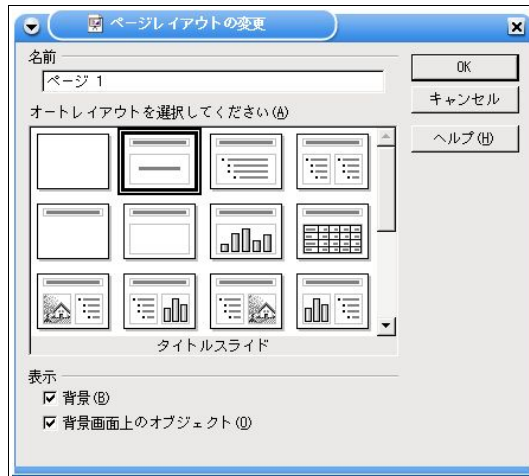 ページレイアウトの変更
名前
ページ 1
オートレイアウトを選択してください(A)
タイトルスライド
表示
背景(B)
背景画面上のオブジェクト(O)
OK
キャンセル
ヘルプ(H)